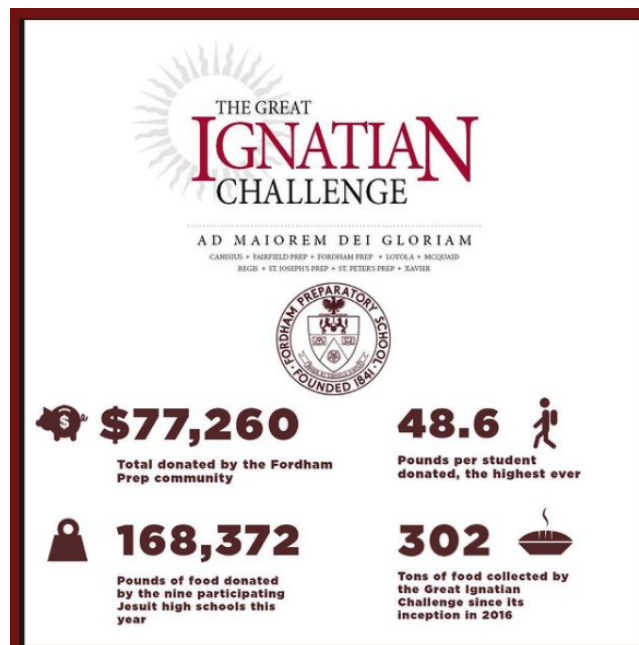 THE GREAT
IGNATIAN
CHALLENGE
AD MAIOREM DEI GLORIAM
CANISIUS + FAIRFIELD PREP + FORDHAM PREP + LOYOLA + MCQUAID
REGIS + ST. JOSEPH'S PREP + ST. PETER'S PREP + XAVIER
FORDHAM PREPARATORY SCHOOL
FOUNDED 1841
$
$77,260
Total donated by the Fordham
Prep community
48.6
Pounds per student
donated, the highest ever
168,372
Pounds of food donated
by the nine participating
Jesuit high schools this
year
302
Tons of food collected by
the Great Ignatian
Challenge since its
inception in 2016